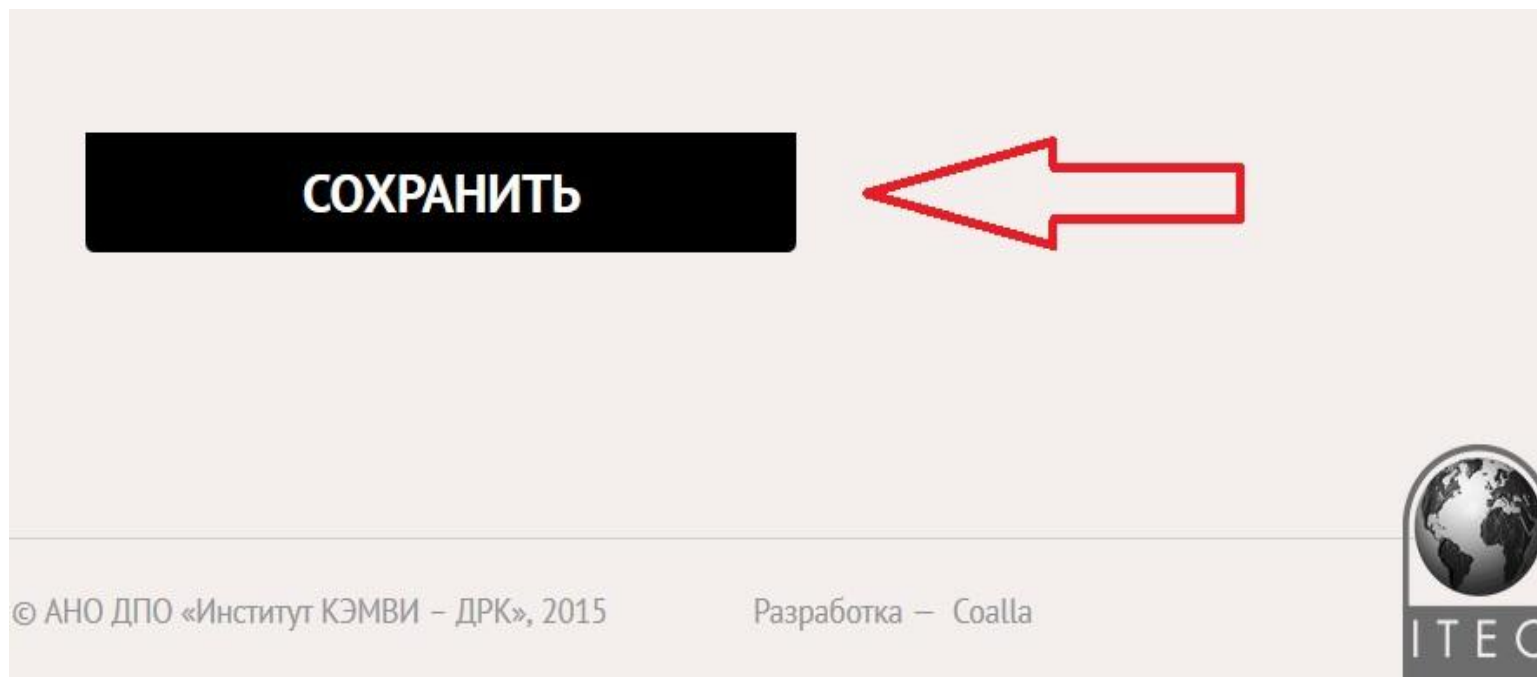 СОХРАНИТЬ
© АНО ДПО «Институт КЭМВИ – ДРК», 2015
Разработка — Coalla
ITEC